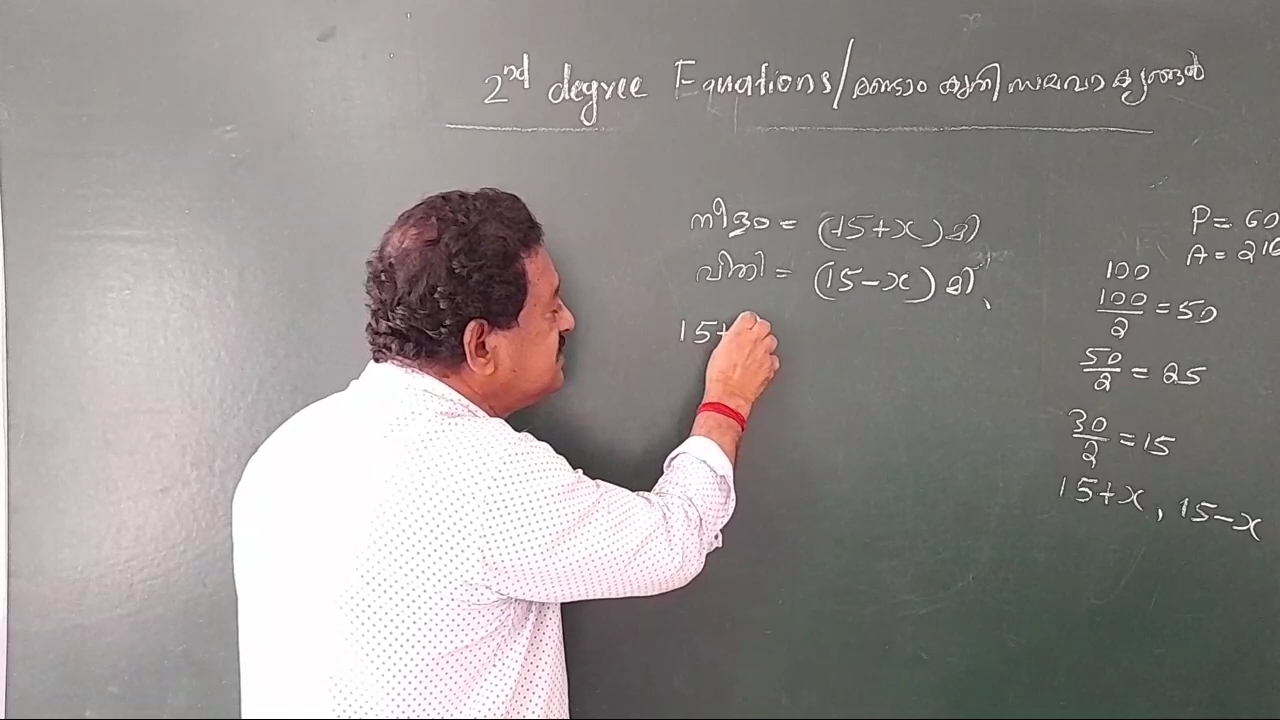 2nd degree Equations/രണ്ടാം കൃതി സമവാക്യങ്ങൾ
നീളം = (15+x) മീ
വീതി = (15-x) മീ
15+
P = 60
A = 216
100
100/2 = 50
50/2 = 25
30/2 = 15
15+x, 15-x